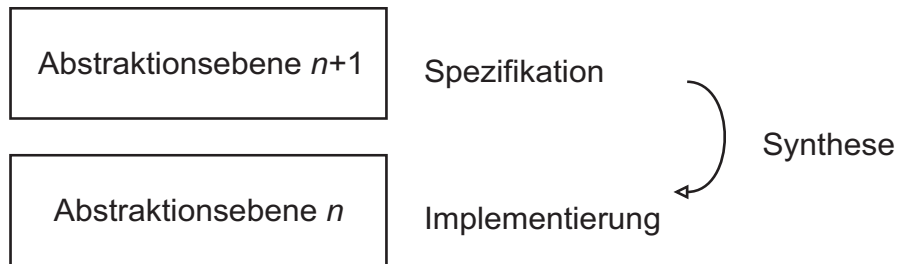 Abstraktionsebene n+1
Spezifikation
Synthese
Abstraktionsebene n
Implementierung